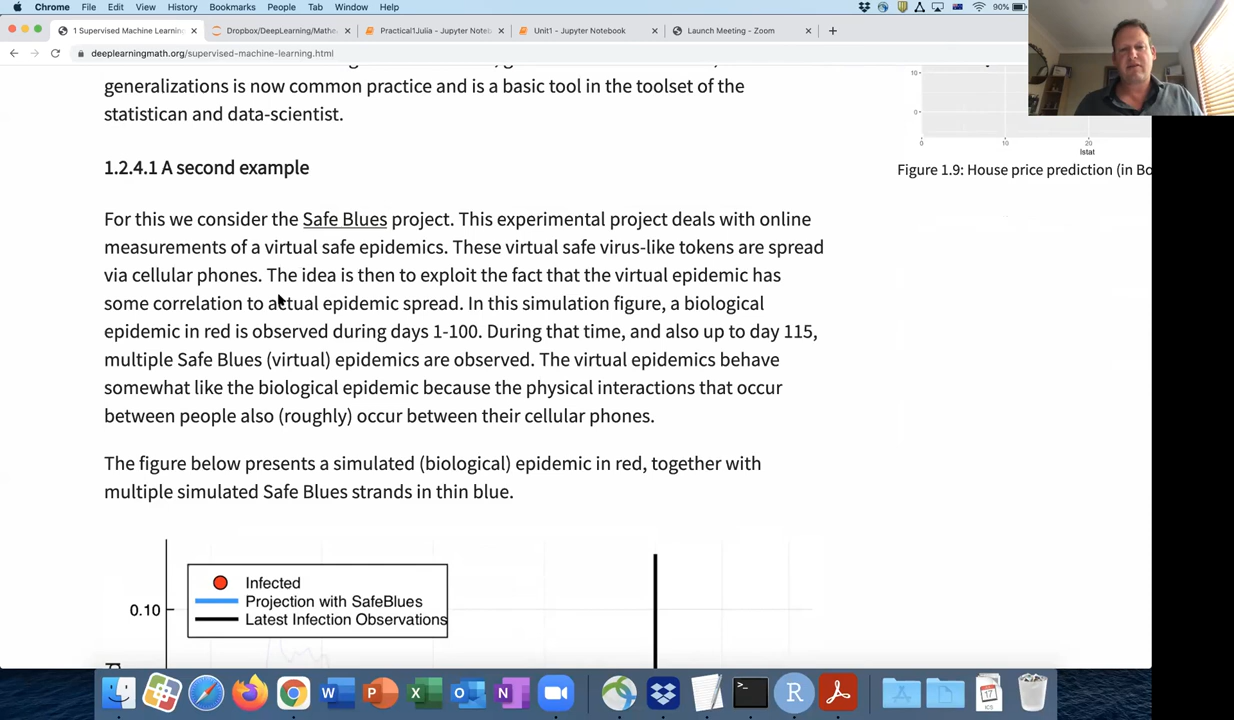 Chrome File Edit View History Bookmarks People Tab Window Help
90%
1 Supervised Machine Learning
Dropbox/DeepLearning/Mathe
Practical1Julia - Jupyter Noteb
Unit1 - Jupyter Notebook
Launch Meeting - Zoom
deeplearningmath.org/supervised-machine-learning.html
generalizations is now common practice and is a basic tool in the toolset of the
statistican and data-scientist.
10
0
0 10 20
lstat
Figure 1.9: House price prediction (in Bo
1.2.4.1 A second example
For this we consider the Safe Blues project. This experimental project deals with online
measurements of a virtual safe epidemics. These virtual safe virus-like tokens are spread
via cellular phones. The idea is then to exploit the fact that the virtual epidemic has
some correlation to actual epidemic spread. In this simulation figure, a biological
epidemic in red is observed during days 1-100. During that time, and also up to day 115,
multiple Safe Blues (virtual) epidemics are observed. The virtual epidemics behave
somewhat like the biological epidemic because the physical interactions that occur
between people also (roughly) occur between their cellular phones.
The figure below presents a simulated (biological) epidemic in red, together with
multiple simulated Safe Blues strands in thin blue.
Infected
Projection with SafeBlues
Latest Infection Observations
0.10